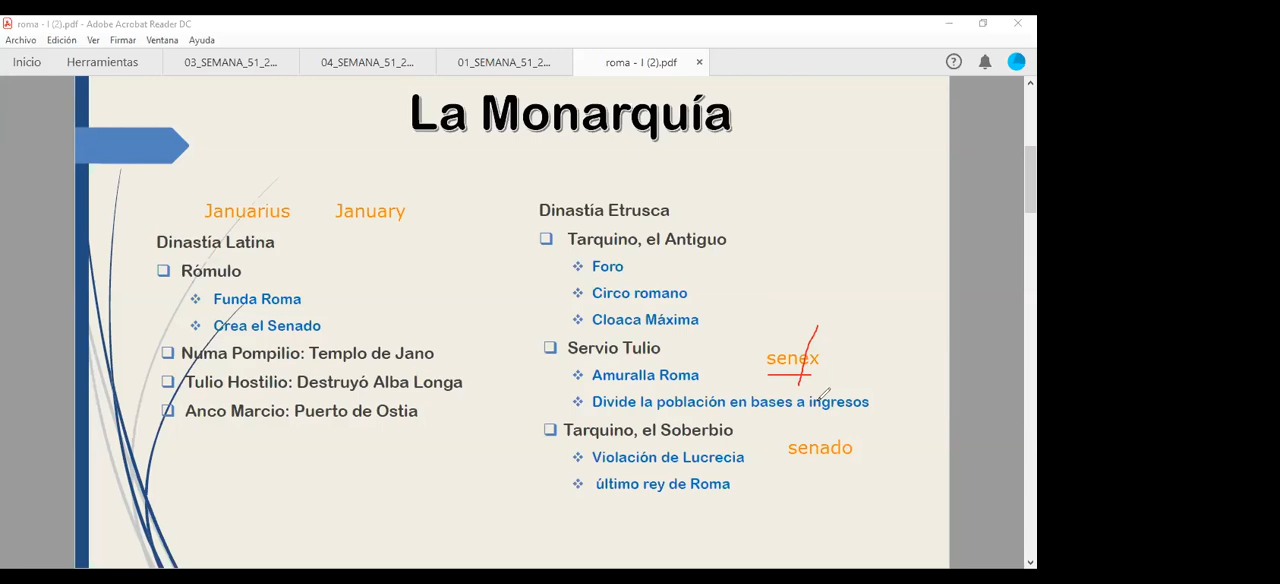 roma - I (2).pdf - Adobe Acrobat Reader DC
Archivo Edición Ver Firmar Ventana Ayuda
Inicio Herramientas 03_SEMANA_51_2... 04_SEMANA_51_2... 01_SEMANA_51_2... roma - I (2).pdf ×
La Monarquía
Januarius January
Dinastía Latina
Rómulo
Funda Roma
Crea el Senado
Numa Pompilio: Templo de Jano
Tulio Hostilio: Destruyó Alba Longa
Anco Marcio: Puerto de Ostia
Dinastía Etrusca
Tarquino, el Antiguo
Foro
Circo romano
Cloaca Máxima
Servio Tulio
senex
Amuralla Roma
Divide la población en bases a ingresos
Tarquino, el Soberbio
senado
Violación de Lucrecia
último rey de Roma